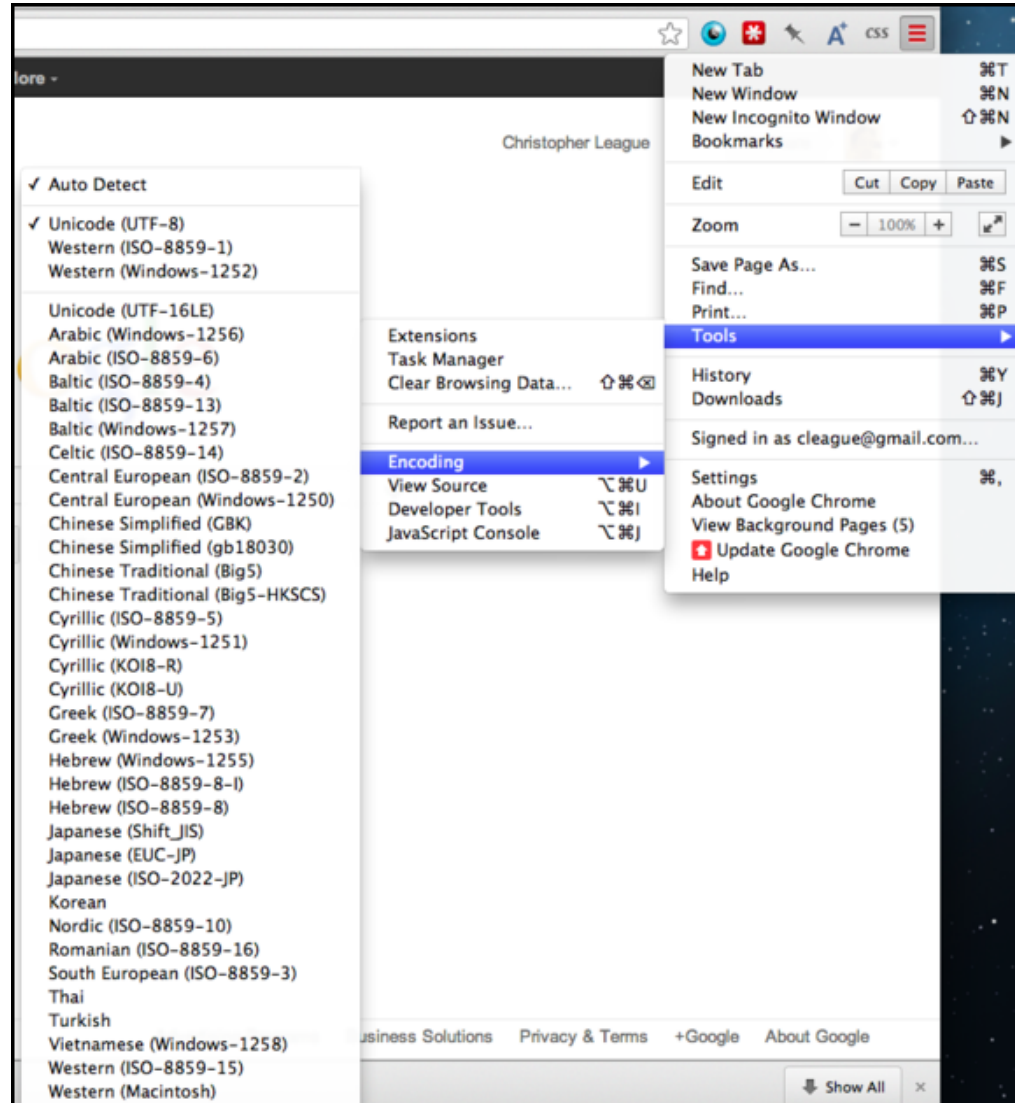 css
lore
Christopher League
New Tab ⌘T
New Window ⌘N
New Incognito Window ⇧⌘N
Bookmarks ▶
Edit Cut Copy Paste
Zoom − 100% +
Save Page As... ⌘S
Find... ⌘F
Print... ⌘P
Tools ▶
History ⌘Y
Downloads ⇧⌘J
Signed in as cleague@gmail.com...
Settings ⌘,
About Google Chrome
View Background Pages (5)
Update Google Chrome
Help
Extensions
Task Manager
Clear Browsing Data... ⇧⌘⌫
Report an Issue...
Encoding ▶
View Source ⌥⌘U
Developer Tools ⌥⌘I
JavaScript Console ⌥⌘J
✓ Auto Detect
✓ Unicode (UTF-8)
Western (ISO-8859-1)
Western (Windows-1252)
Unicode (UTF-16LE)
Arabic (Windows-1256)
Arabic (ISO-8859-6)
Baltic (ISO-8859-4)
Baltic (ISO-8859-13)
Baltic (Windows-1257)
Celtic (ISO-8859-14)
Central European (ISO-8859-2)
Central European (Windows-1250)
Chinese Simplified (GBK)
Chinese Simplified (gb18030)
Chinese Traditional (Big5)
Chinese Traditional (Big5-HKSCS)
Cyrillic (ISO-8859-5)
Cyrillic (Windows-1251)
Cyrillic (KOI8-R)
Cyrillic (KOI8-U)
Greek (ISO-8859-7)
Greek (Windows-1253)
Hebrew (Windows-1255)
Hebrew (ISO-8859-8-I)
Hebrew (ISO-8859-8)
Japanese (Shift_JIS)
Japanese (EUC-JP)
Japanese (ISO-2022-JP)
Korean
Nordic (ISO-8859-10)
Romanian (ISO-8859-16)
South European (ISO-8859-3)
Thai
Turkish
Vietnamese (Windows-1258)
Western (ISO-8859-15)
Western (Macintosh)
usiness Solutions Privacy & Terms +Google About Google
Show All ×